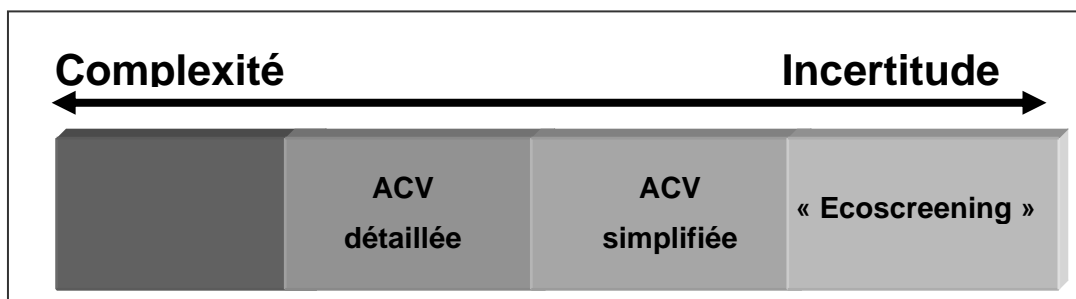 Complexité Incertitude
ACV
détaillée
ACV
simplifiée
« Ecoscreening »